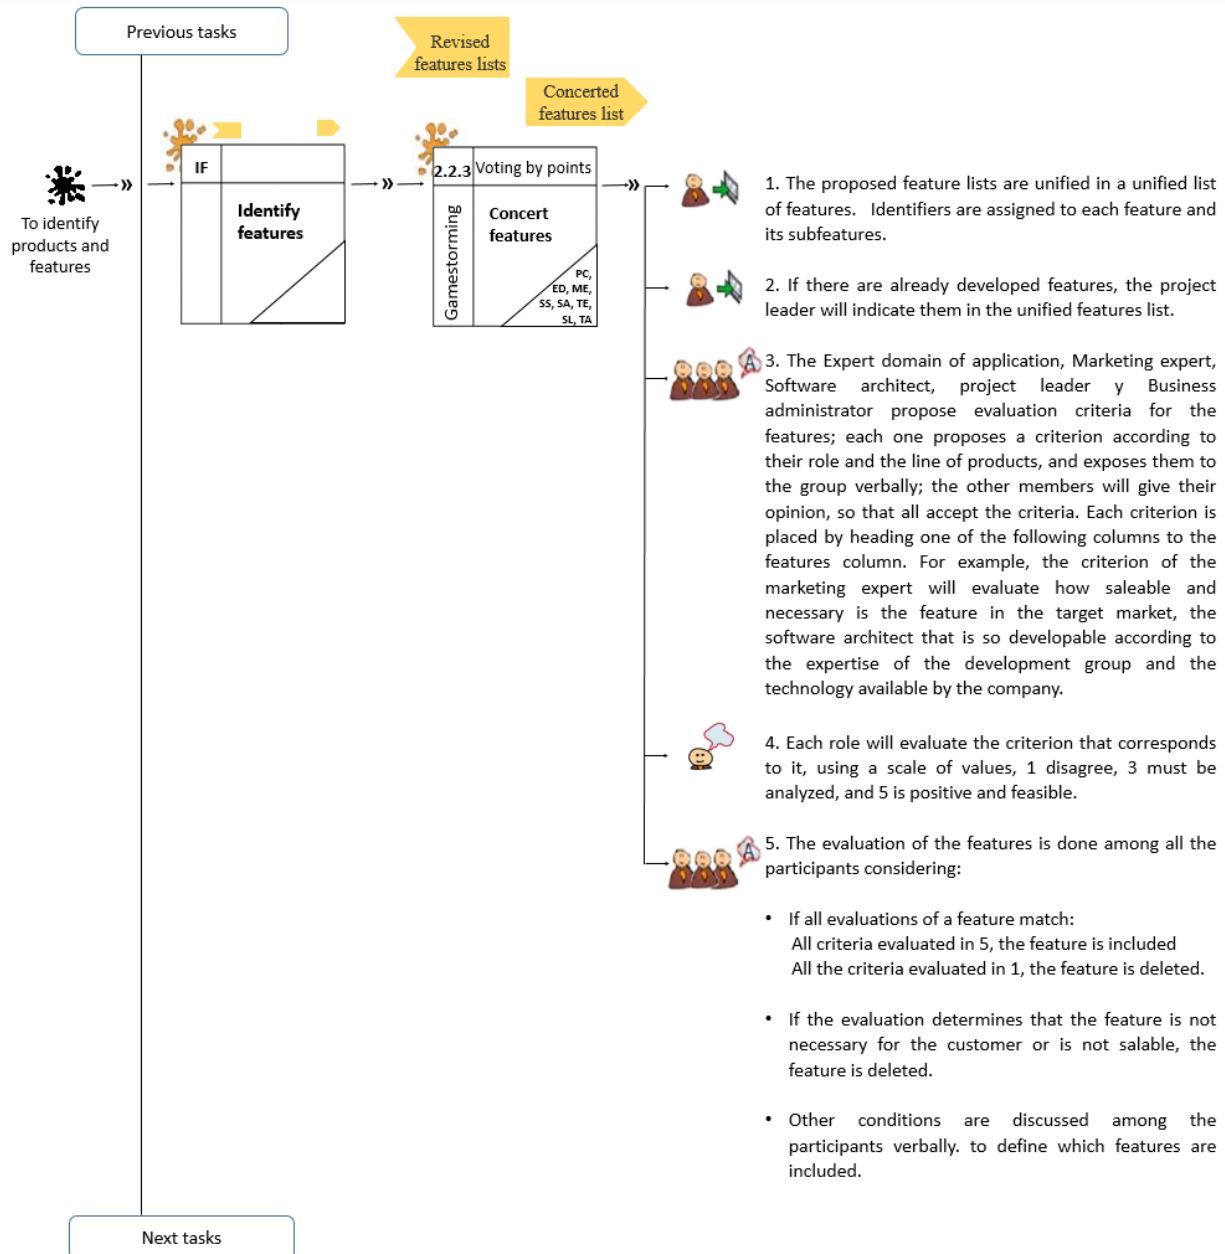 Previous tasks
Revised
features lists
Concerted
features list
IF
Identify
features
2.2.3 Voting by points
Gamestorming
Concert
features
PC,
ED, ME,
SS, SA, TE,
SL, TA
To identify
products and
features
1. The proposed feature lists are unified in a unified list
of features. Identifiers are assigned to each feature and
its subfeatures.
2. If there are already developed features, the project
leader will indicate them in the unified features list.
A
3. The Expert domain of application, Marketing expert,
Software architect, project leader y Business
administrator propose evaluation criteria for the
features; each one proposes a criterion according to
their role and the line of products, and exposes them to
the group verbally; the other members will give their
opinion, so that all accept the criteria. Each criterion is
placed by heading one of the following columns to the
features column. For example, the criterion of the
marketing expert will evaluate how saleable and
necessary is the feature in the target market, the
software architect that is so developable according to
the expertise of the development group and the
technology available by the company.
4. Each role will evaluate the criterion that corresponds
to it, using a scale of values, 1 disagree, 3 must be
analyzed, and 5 is positive and feasible.
A
5. The evaluation of the features is done among all the
participants considering:
• If all evaluations of a feature match:
All criteria evaluated in 5, the feature is included
All the criteria evaluated in 1, the feature is deleted.
• If the evaluation determines that the feature is not
necessary for the customer or is not salable, the
feature is deleted.
• Other conditions are discussed among the
participants verbally. to define which features are
included.
Next tasks